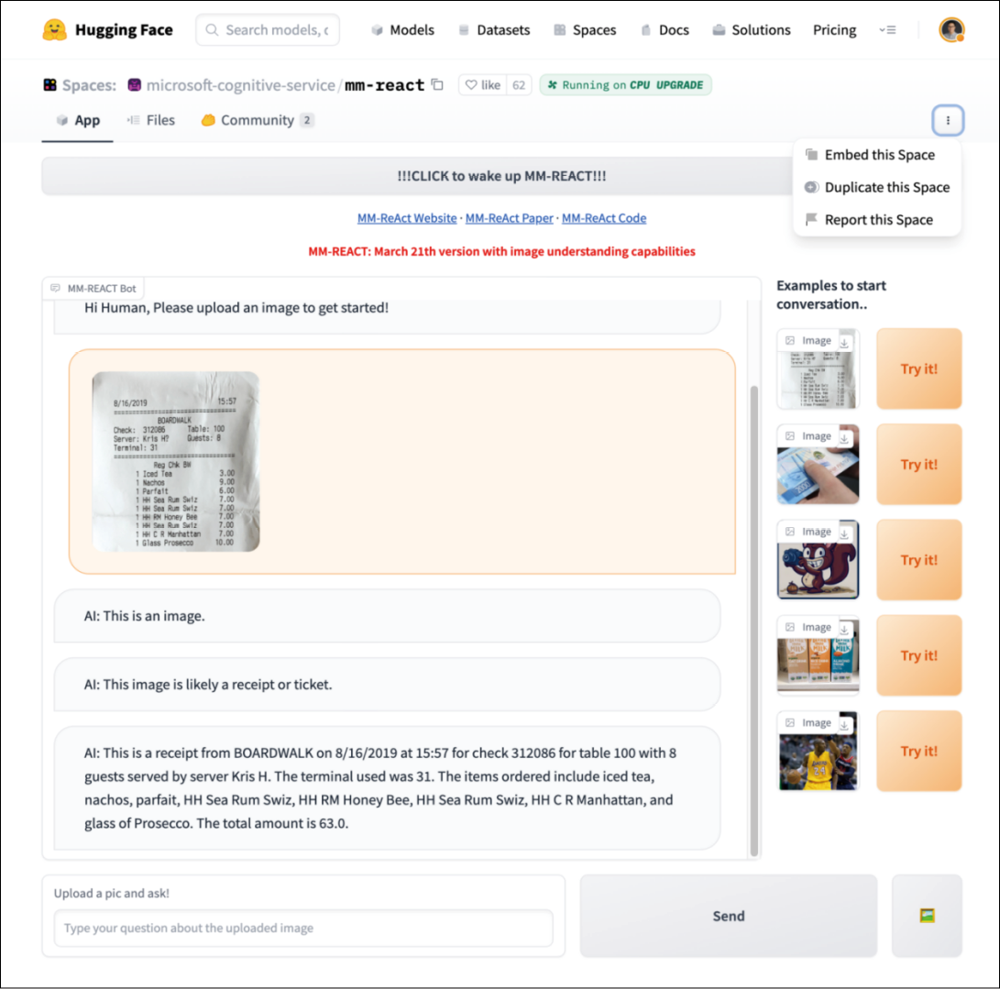 Hugging Face
Search models, d
Models
Datasets
Spaces
Docs
Solutions
Pricing
Spaces:
microsoft-cognitive-service/mm-react
like 62
Running on CPU UPGRADE
App
Files
Community 2
Embed this Space
Duplicate this Space
Report this Space
!!!CLICK to wake up MM-REACT!!!
MM-ReAct Website · MM-ReAct Paper · MM-ReAct Code
MM-REACT: March 21th version with image understanding capabilities
MM-REACT Bot
Hi Human, Please upload an image to get started!
8/16/2019 15:57
BOARDWALK
Check: 312086 Table: 100
Server: Kris H? Guests: 8
Terminal: 31
Reg Chk BW
1 Iced Tea 3.00
1 Nachos 9.00
1 Parfait 6.00
1 HH Sea Rum Swiz 7.00
1 HH Sea Rum Swiz 7.00
1 HH RM Honey Bee 7.00
1 HH Sea Rum Swiz 7.00
1 HH C R Manhattan 7.00
1 Glass Prosecco 10.00
AI: This is an image.
AI: This image is likely a receipt or ticket.
AI: This is a receipt from BOARDWALK on 8/16/2019 at 15:57 for check 312086 for table 100 with 8
guests served by server Kris H. The terminal used was 31. The items ordered include iced tea,
nachos, parfait, HH Sea Rum Swiz, HH RM Honey Bee, HH Sea Rum Swiz, HH C R Manhattan, and
glass of Prosecco. The total amount is 63.0.
Examples to start
conversation..
Image
Try it!
Image
Try it!
Image
Try it!
Image
MILK
Try it!
Image
24
Try it!
Upload a pic and ask!
Type your question about the uploaded image
Send